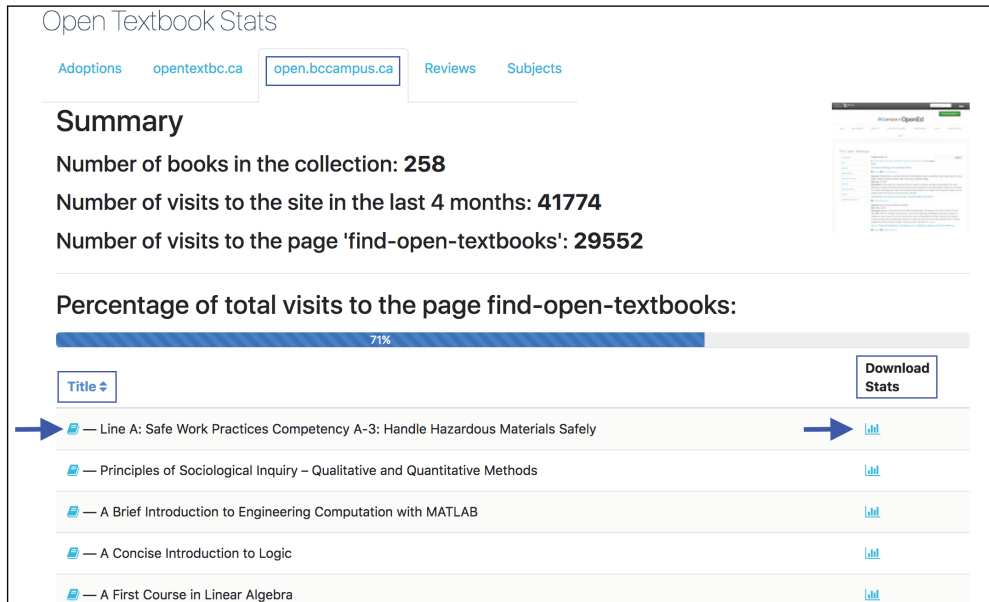 Open Textbook Stats
Adoptions opentextbc.ca open.bccampus.ca Reviews Subjects
Summary
Number of books in the collection: 258
Number of visits to the site in the last 4 months: 41774
Number of visits to the page 'find-open-textbooks': 29552
OpenEd
Percentage of total visits to the page find-open-textbooks:
71%
Title
Download
Stats
— Line A: Safe Work Practices Competency A-3: Handle Hazardous Materials Safely
— Principles of Sociological Inquiry – Qualitative and Quantitative Methods
— A Brief Introduction to Engineering Computation with MATLAB
— A Concise Introduction to Logic
— A First Course in Linear Algebra